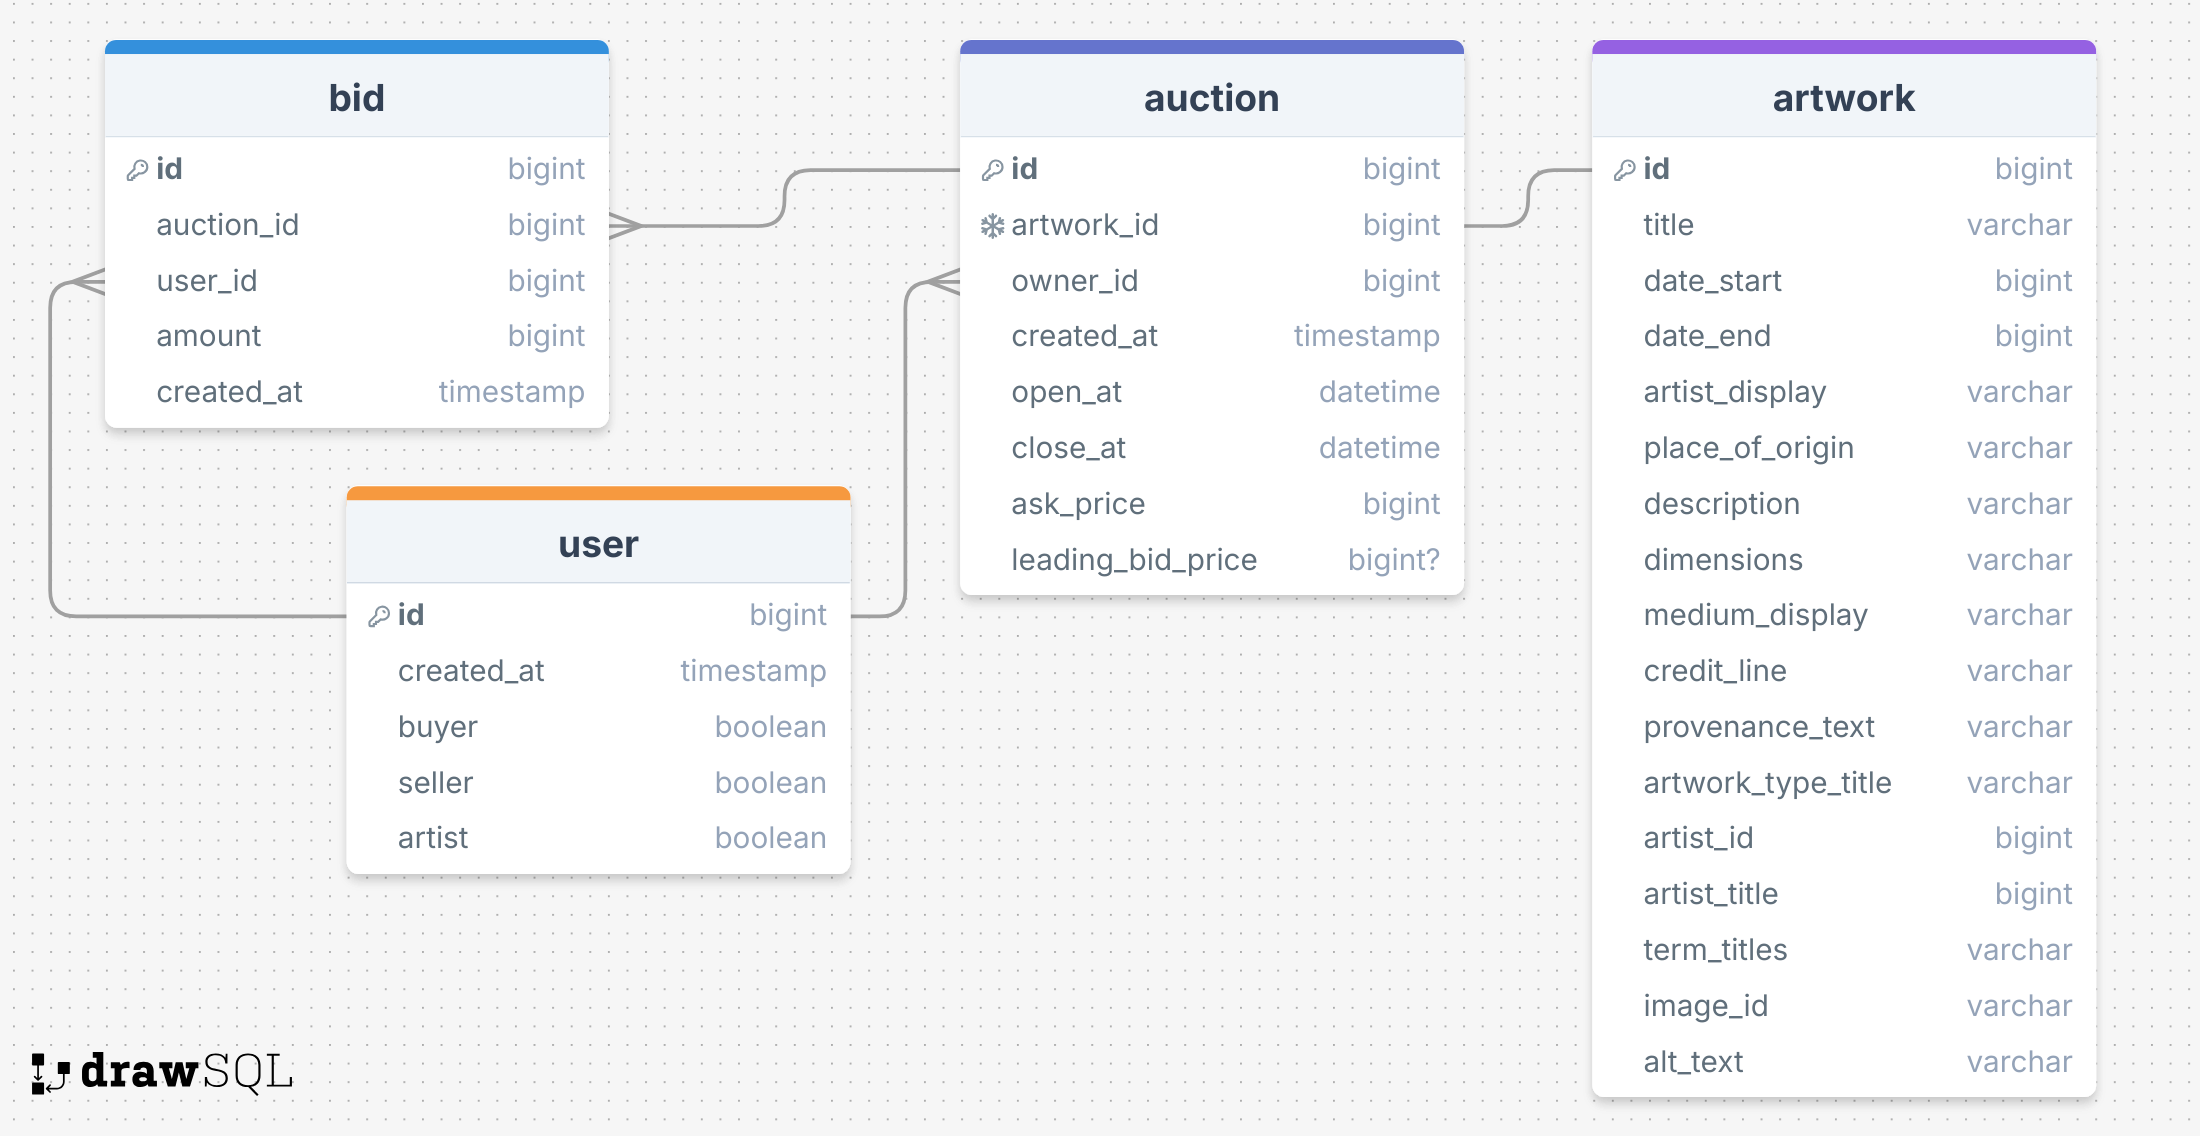 bid
id bigint
auction_id bigint
user_id bigint
amount bigint
created_at timestamp
user
id bigint
created_at timestamp
buyer boolean
seller boolean
artist boolean
auction
id bigint
artwork_id bigint
owner_id bigint
created_at timestamp
open_at datetime
close_at datetime
ask_price bigint
leading_bid_price bigint?
artwork
id bigint
title varchar
date_start bigint
date_end bigint
artist_display varchar
place_of_origin varchar
description varchar
dimensions varchar
medium_display varchar
credit_line varchar
provenance_text varchar
artwork_type_title varchar
artist_id bigint
artist_title bigint
term_titles varchar
image_id varchar
alt_text varchar
drawSQL